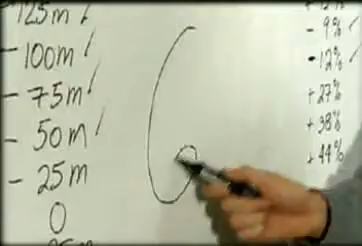 125m
- 100m
- 75m
- 50m
- 25m
0
- 9%
- 12%
+ 27%
+ 38%
+ 44%